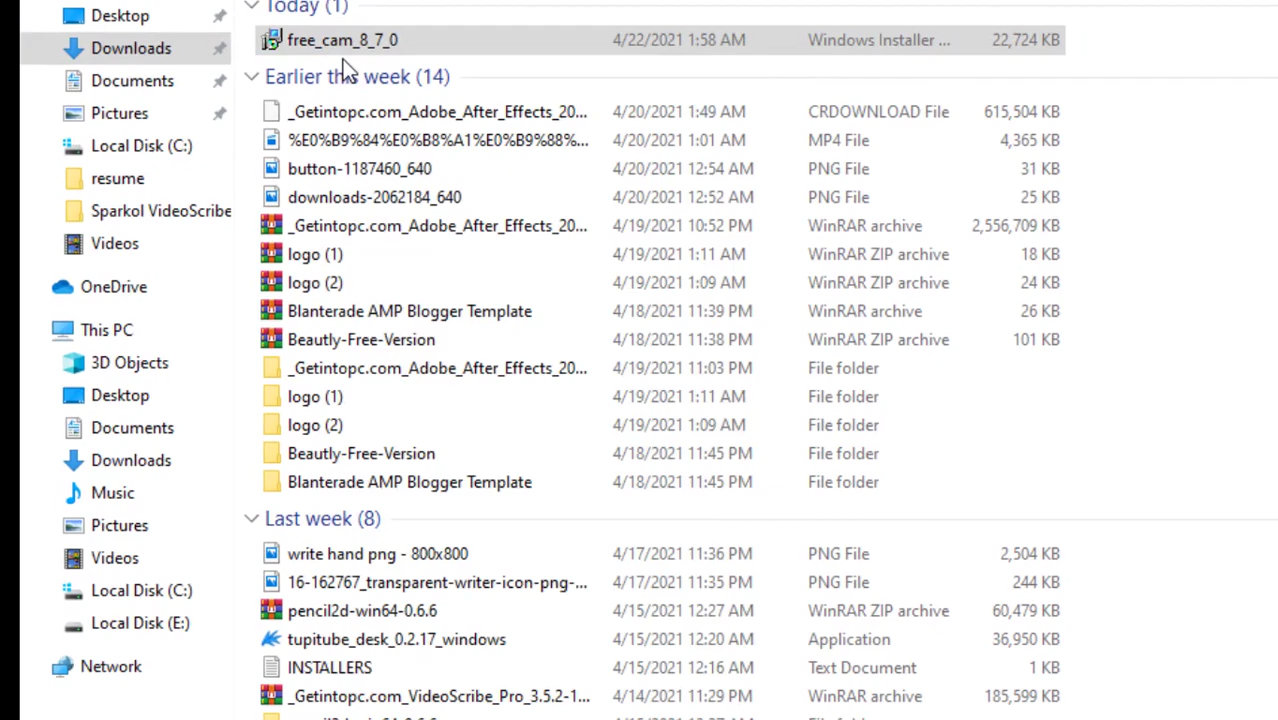 Today (1)
Desktop
free_cam_8_7_0 4/22/2021 1:58 AM Windows Installer ... 22,724 KB
Downloads
Earlier this week (14)
Documents
_Getintopc.com_Adobe_After_Effects_20... 4/20/2021 1:49 AM CRDOWNLOAD File 615,504 KB
Pictures
%E0%B9%84%E0%B8%A1%E0%B9%88%... 4/20/2021 1:01 AM MP4 File 4,365 KB
Local Disk (C:)
button-1187460_640 4/20/2021 12:54 AM PNG File 31 KB
resume
downloads-2062184_640 4/20/2021 12:52 AM PNG File 25 KB
Sparkol VideoScribe
_Getintopc.com_Adobe_After_Effects_20... 4/19/2021 10:52 PM WinRAR archive 2,556,709 KB
Videos
logo (1) 4/19/2021 1:11 AM WinRAR ZIP archive 18 KB
logo (2) 4/19/2021 1:09 AM WinRAR ZIP archive 24 KB
OneDrive
Blanterade AMP Blogger Template 4/18/2021 11:39 PM WinRAR archive 26 KB
This PC
Beautly-Free-Version 4/18/2021 11:38 PM WinRAR ZIP archive 101 KB
3D Objects
_Getintopc.com_Adobe_After_Effects_20... 4/19/2021 11:03 PM File folder
Desktop
logo (1) 4/19/2021 1:11 AM File folder
Documents
logo (2) 4/19/2021 1:09 AM File folder
Downloads
Beautly-Free-Version 4/18/2021 11:45 PM File folder
Music
Blanterade AMP Blogger Template 4/18/2021 11:45 PM File folder
Pictures
Last week (8)
Videos
write hand png - 800x800 4/17/2021 11:36 PM PNG File 2,504 KB
Local Disk (C:)
16-162767_transparent-writer-icon-png-... 4/17/2021 11:35 PM PNG File 244 KB
pencil2d-win64-0.6.6 4/15/2021 12:27 AM WinRAR ZIP archive 60,479 KB
Local Disk (E:)
tupitube_desk_0.2.17_windows 4/15/2021 12:20 AM Application 36,950 KB
Network
INSTALLERS 4/15/2021 12:16 AM Text Document 1 KB
_Getintopc.com_VideoScribe_Pro_3.5.2-1... 4/14/2021 11:29 PM WinRAR archive 185,599 KB